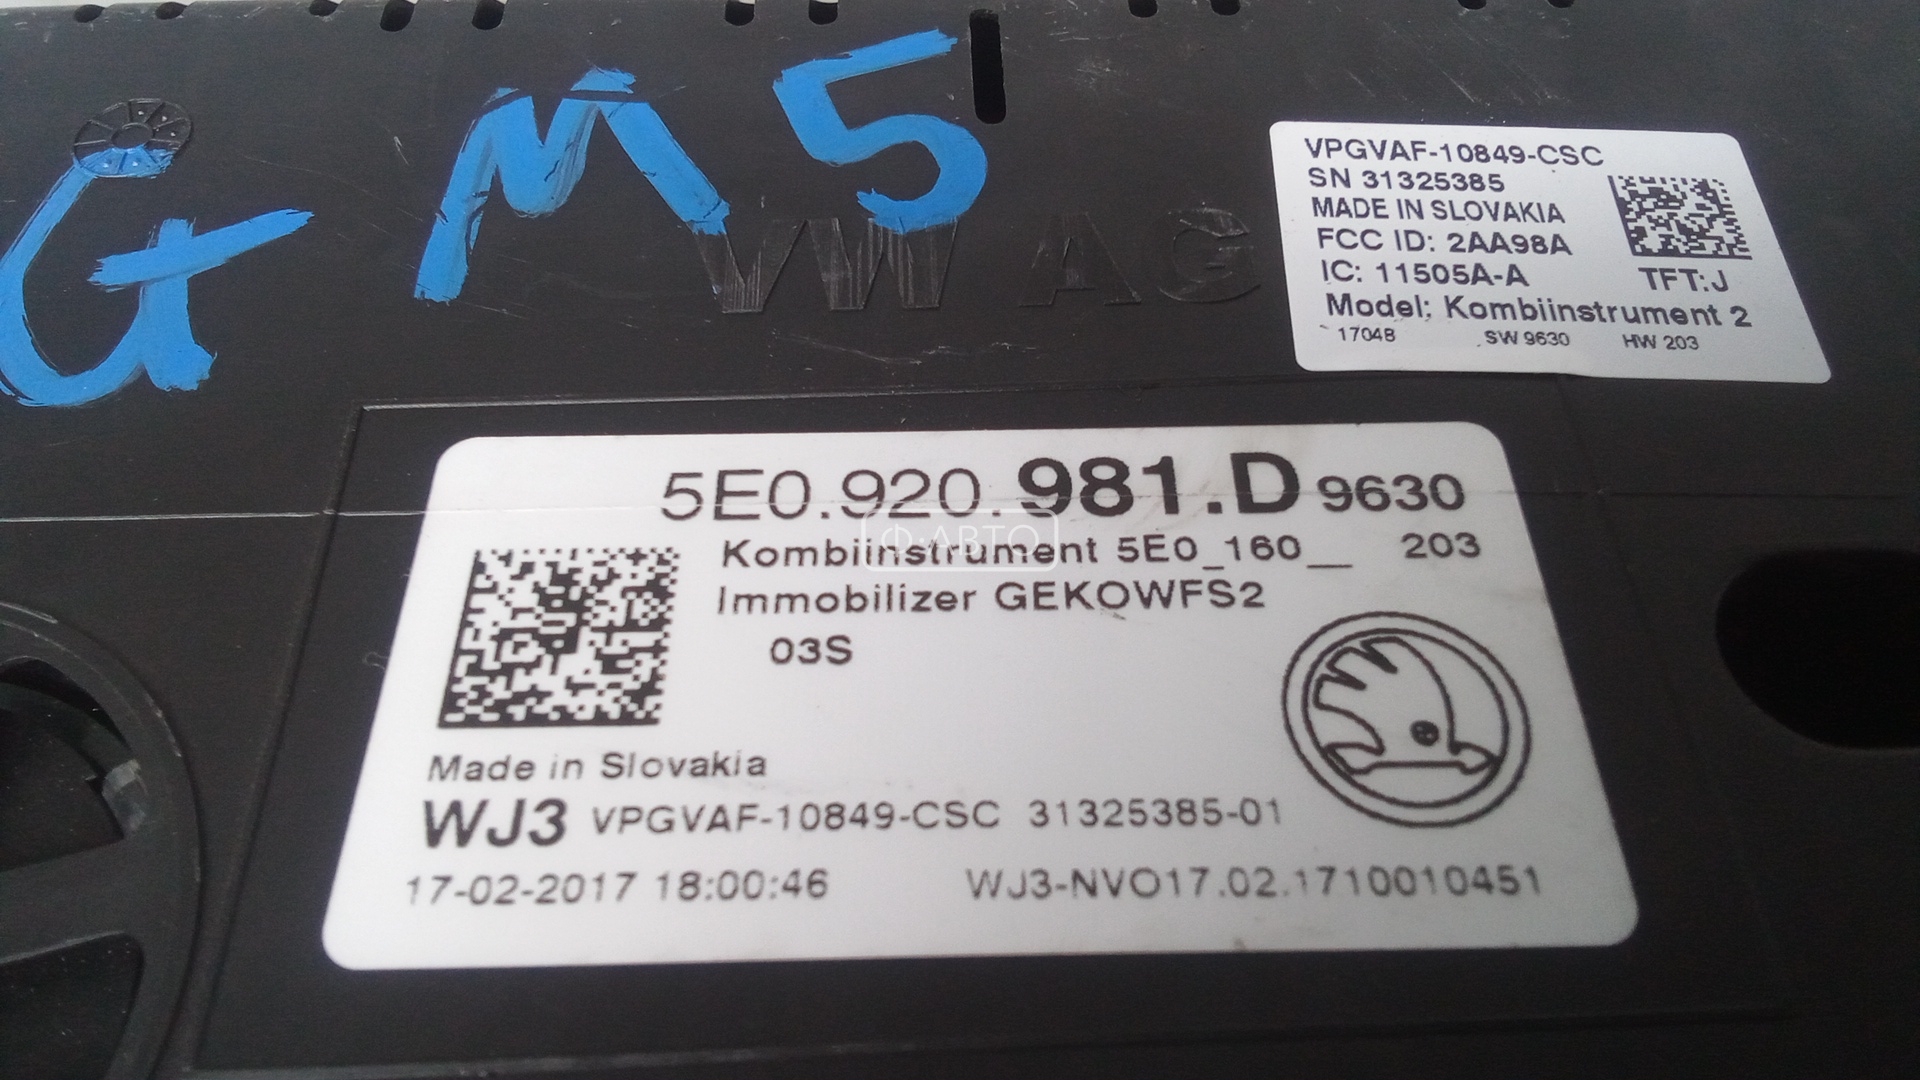 G M 5
VW AG
VPGVAF-10849-CSC
SN 31325385
MADE IN SLOVAKIA
FCC ID: 2AA98A
IC: 11505A-A
TFT:J
Model: Kombiinstrument 2
17048 SW 9630 HW 203
5E0.920.981.D 9630
Ф·АВТО
Kombiinstrument 5E0_160__ 203
Immobilizer GEKOWFS2
03S
Made in Slovakia
WJ3 VPGVAF-10849-CSC 31325385-01
17-02-2017 18:00:46 WJ3-NVO17.02.1710010451